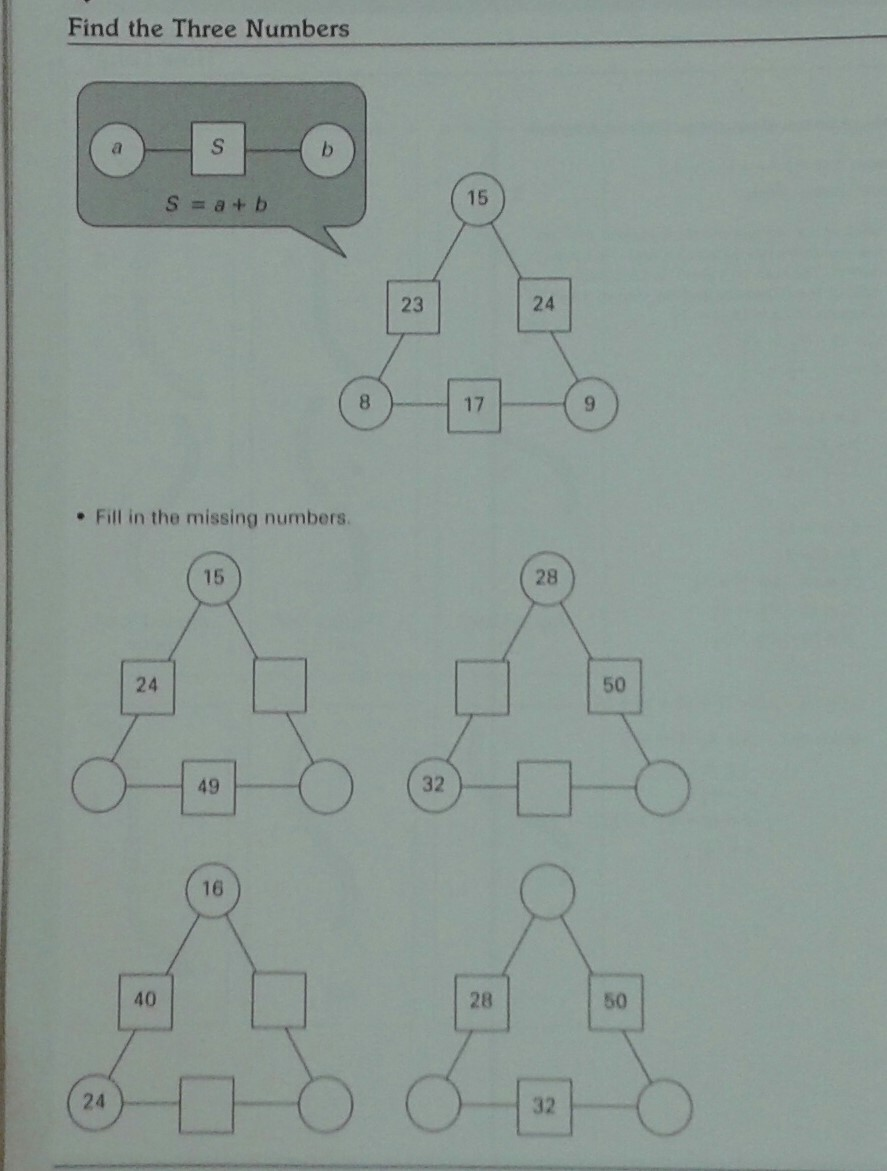 Find the Three Numbers
a S b
S = a + b
15
23 24
8 17 9
• Fill in the missing numbers.
15 28
24 50
49 32
16
40 28 50
24 32